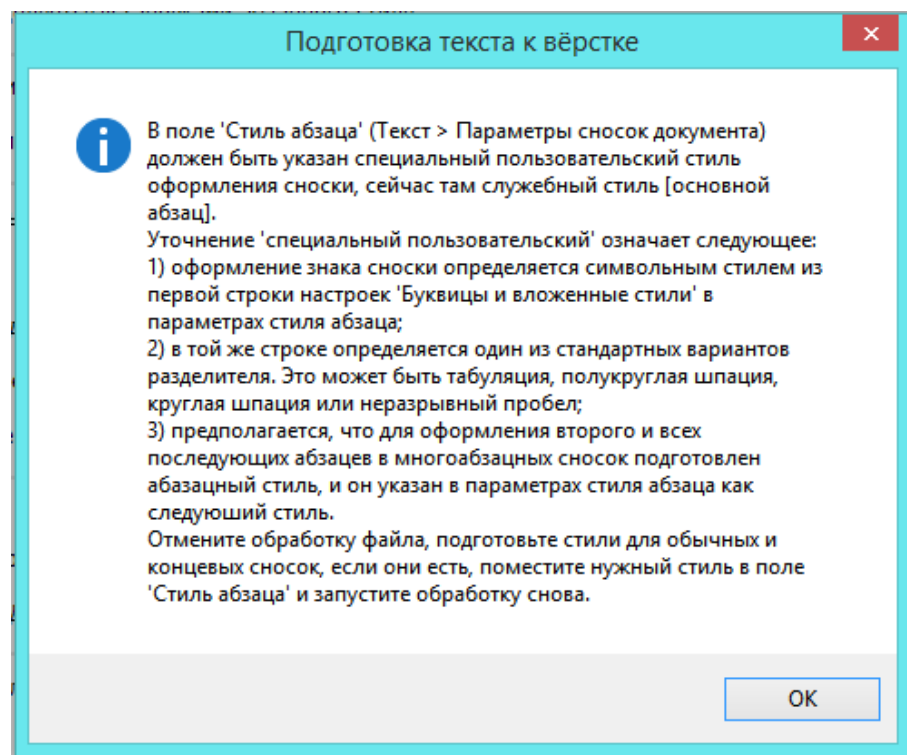 Подготовка текста к вёрстке
В поле 'Стиль абзаца' (Текст > Параметры сносок документа)
должен быть указан специальный пользовательский стиль
оформления сноски, сейчас там служебный стиль [основной
абзац].
Уточнение 'специальный пользовательский' означает следующее:
1) оформление знака сноски определяется символьным стилем из
первой строки настроек 'Буквицы и вложенные стили' в
параметрах стиля абзаца;
2) в той же строке определяется один из стандартных вариантов
разделителя. Это может быть табуляция, полукруглая шпация,
круглая шпация или неразрывный пробел;
3) предполагается, что для оформления второго и всех
последующих абзацев в многоабзацных сносок подготовлен
абазацный стиль, и он указан в параметрах стиля абзаца как
следуюший стиль.
Отмените обработку файла, подготовьте стили для обычных и
концевых сносок, если они есть, поместите нужный стиль в поле
'Стиль абзаца' и запустите обработку снова.
ОК